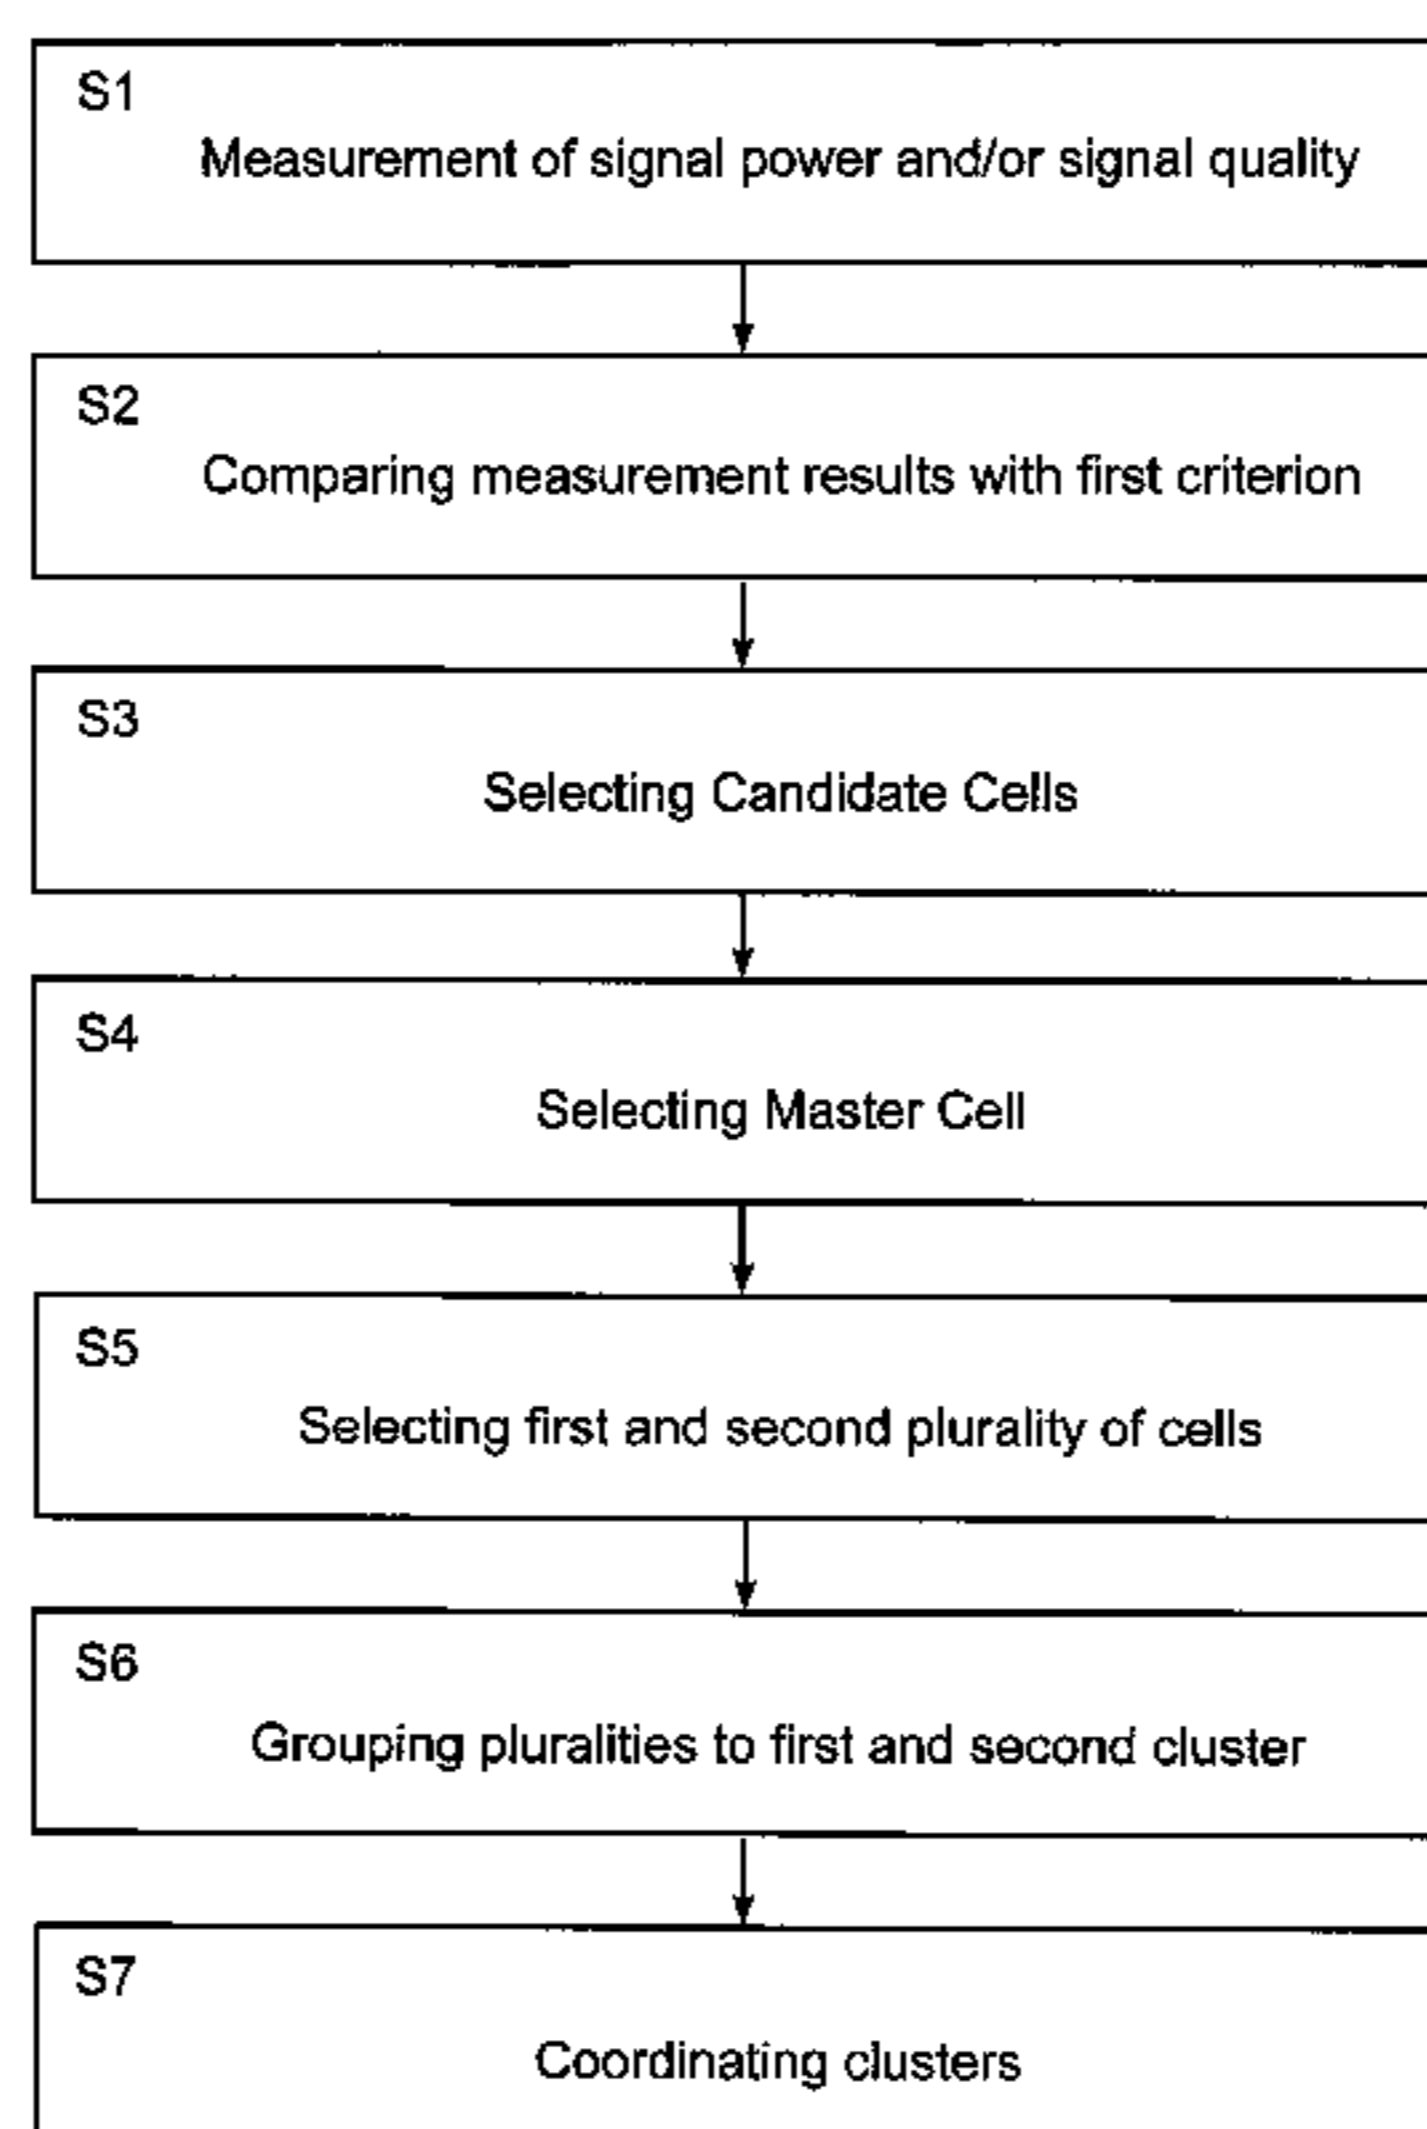 S1
Measurement of signal power and/or signal quality
S2
Comparing measurement results with first criterion
S3
Selecting Candidate Cells
S4
Selecting Master Cell
S5
Selecting first and second plurality of cells
S6
Grouping pluralities to first and second cluster
S7
Coordinating clusters